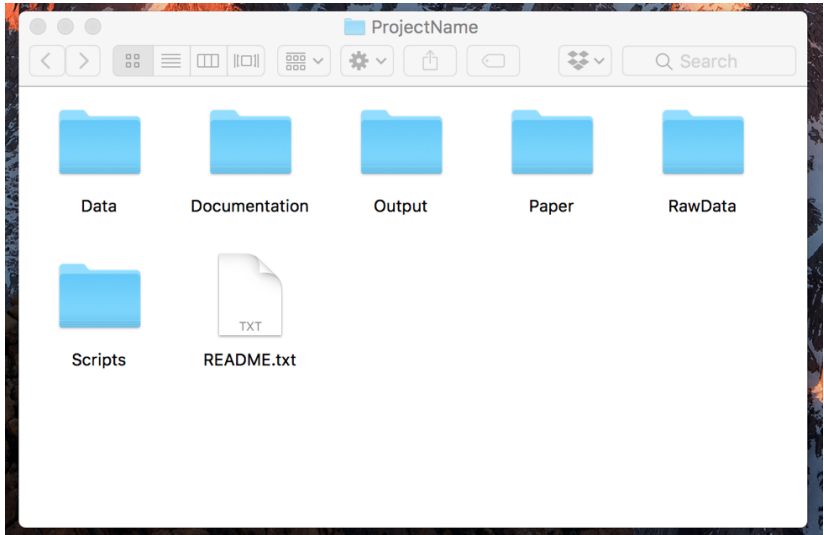 ProjectName
Search
Data Documentation Output Paper RawData
TXT
Scripts README.txt